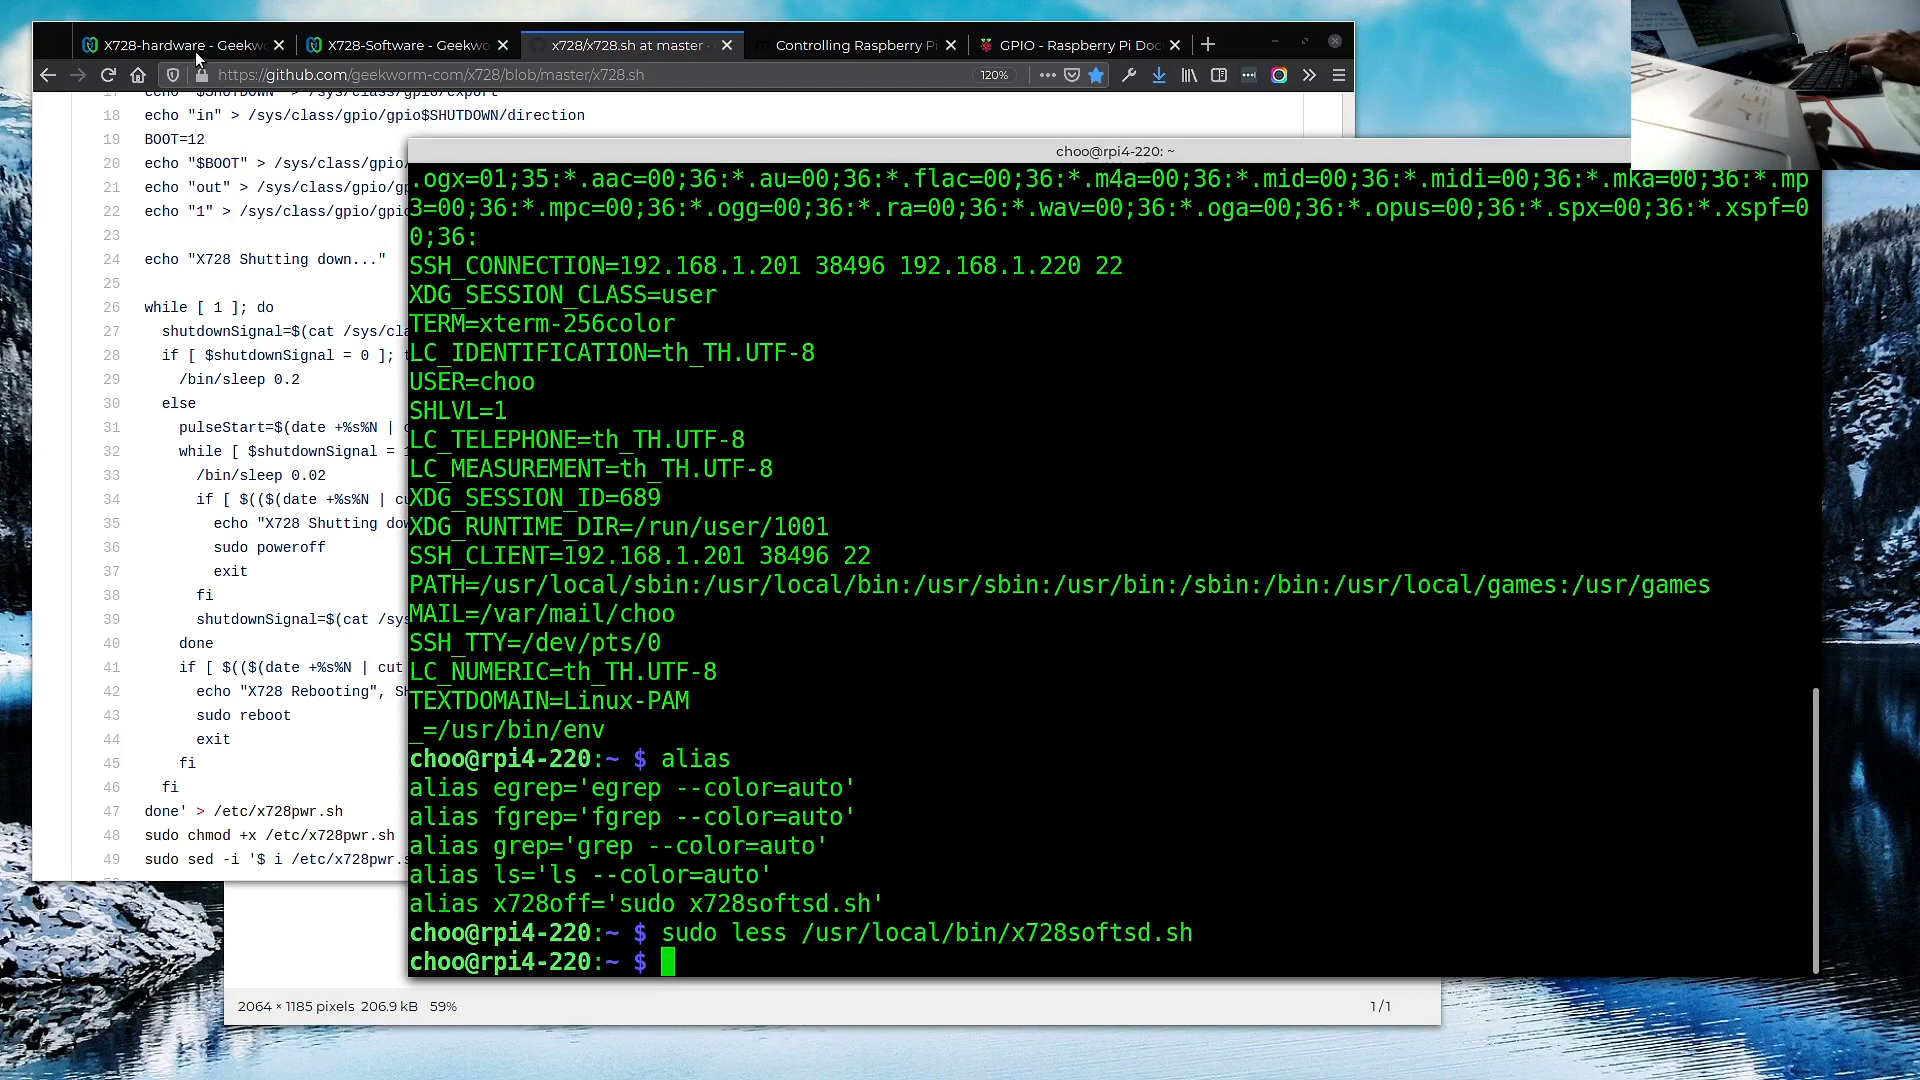 X728-hardware - Geekwo
X728-Software - Geekwo
x728/x728.sh at master ·
Controlling Raspberry Pi
GPIO - Raspberry Pi Doc
https://github.com/geekworm-com/x728/blob/master/x728.sh
120%
17 echo "$SHUTDOWN" > /sys/class/gpio/export
18 echo "in" > /sys/class/gpio/gpio$SHUTDOWN/direction
19 BOOT=12
20 echo "$BOOT" > /sys/class/gpio/
21 echo "out" > /sys/class/gpio/gp
22 echo "1" > /sys/class/gpio/gpio
23
24 echo "X728 Shutting down..."
25
26 while [ 1 ]; do
27 shutdownSignal=$(cat /sys/cla
28 if [ $shutdownSignal = 0 ]; t
29 /bin/sleep 0.2
30 else
31 pulseStart=$(date +%s%N | c
32 while [ $shutdownSignal = 1
33 /bin/sleep 0.02
34 if [ $(($(date +%s%N | cu
35 echo "X728 Shutting dow
36 sudo poweroff
37 exit
38 fi
39 shutdownSignal=$(cat /sys
40 done
41 if [ $(($(date +%s%N | cut
42 echo "X728 Rebooting", SH
43 sudo reboot
44 exit
45 fi
46 fi
47 done' > /etc/x728pwr.sh
48 sudo chmod +x /etc/x728pwr.sh
49 sudo sed -i '$ i /etc/x728pwr.s
choo@rpi4-220: ~
.ogx=01;35:*.aac=00;36:*.au=00;36:*.flac=00;36:*.m4a=00;36:*.mid=00;36:*.midi=00;36:*.mka=00;36:*.mp
3=00;36:*.mpc=00;36:*.ogg=00;36:*.ra=00;36:*.wav=00;36:*.oga=00;36:*.opus=00;36:*.spx=00;36:*.xspf=0
0;36:
SSH_CONNECTION=192.168.1.201 38496 192.168.1.220 22
XDG_SESSION_CLASS=user
TERM=xterm-256color
LC_IDENTIFICATION=th_TH.UTF-8
USER=choo
SHLVL=1
LC_TELEPHONE=th_TH.UTF-8
LC_MEASUREMENT=th_TH.UTF-8
XDG_SESSION_ID=689
XDG_RUNTIME_DIR=/run/user/1001
SSH_CLIENT=192.168.1.201 38496 22
PATH=/usr/local/sbin:/usr/local/bin:/usr/sbin:/usr/bin:/sbin:/bin:/usr/local/games:/usr/games
MAIL=/var/mail/choo
SSH_TTY=/dev/pts/0
LC_NUMERIC=th_TH.UTF-8
TEXTDOMAIN=Linux-PAM
_=/usr/bin/env
choo@rpi4-220:~ $ alias
alias egrep='egrep --color=auto'
alias fgrep='fgrep --color=auto'
alias grep='grep --color=auto'
alias ls='ls --color=auto'
alias x728off='sudo x728softsd.sh'
choo@rpi4-220:~ $ sudo less /usr/local/bin/x728softsd.sh
choo@rpi4-220:~ $
2064 × 1185 pixels 206.9 kB 59%
1 / 1